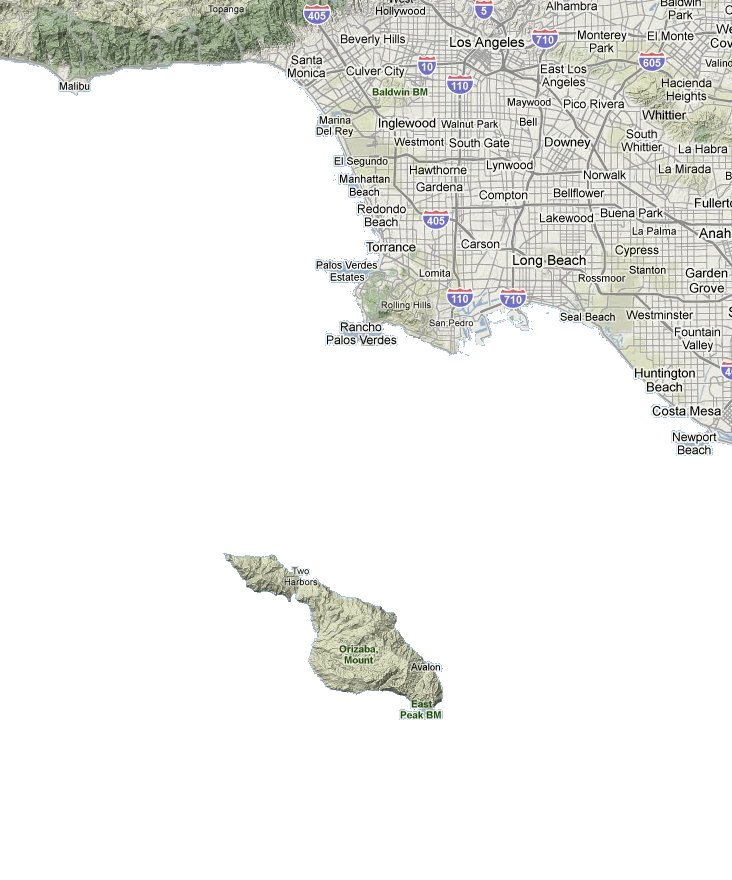 West
Hollywood
5
Alhambra
Baldwin
Park
Topanga
405
Beverly Hills
Los Angeles
710
Monterey
Park
El Monte
Santa
Monica
Culver City
10
110
East Los
Angeles
605
Malibu
Baldwin BM
Hacienda
Heights
Maywood
Pico Rivera
Whittier
Marina
Del Rey
Inglewood
Walnut Park
Bell
South
Whittier
Westmont
South Gate
Downey
La Habra
El Segundo
Hawthorne
Lynwood
La Mirada
Manhattan
Beach
Gardena
Norwalk
Compton
Bellflower
Redondo
Beach
405
Lakewood
Buena Park
Fullert
La Palma
Anah
Torrance
Carson
Cypress
Long Beach
Palos Verdes
Estates
Lomita
Rossmoor
Stanton
Garden
Grove
Rolling Hills
110
710
San Pedro
Seal Beach
Westminster
Rancho
Palos Verdes
Fountain
Valley
Huntington
Beach
Costa Mesa
Newport
Beach
Two
Harbors
Orizaba,
Mount
Avalon
East
Peak BM